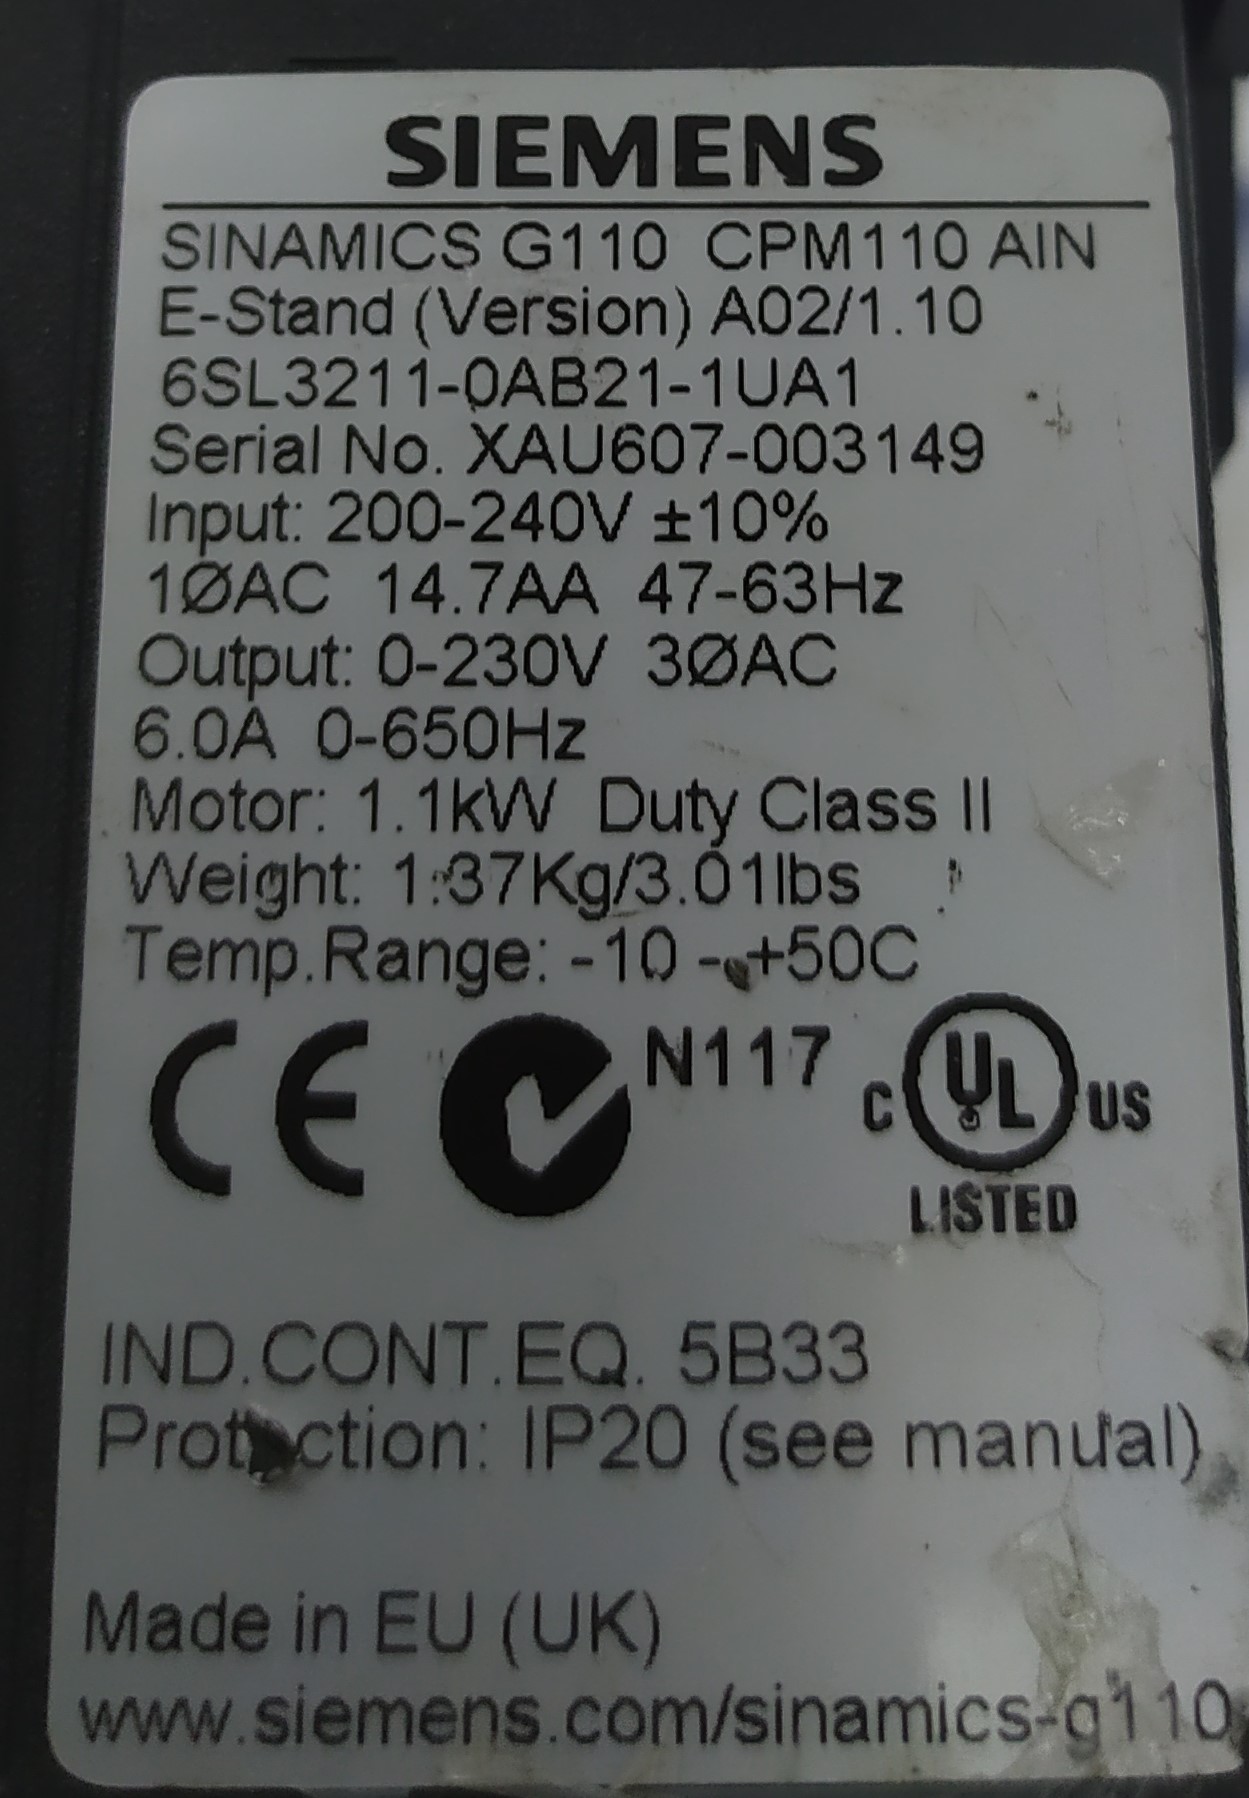 SIEMENS
SINAMICS G110 CPM110 AIN
E-Stand (Version) A02/1.10
6SL3211-0AB21-1UA1
Serial No. XAU607-003149
Input: 200-240V ±10%
1ØAC 14.7AA 47-63Hz
Output: 0-230V 3ØAC
6.0A 0-650Hz
Motor: 1.1kW Duty Class II
Weight: 1.37Kg/3.01lbs
Temp.Range: -10 - +50C
CE N117 C UL US
LISTED
IND.CONT.EQ. 5B33
Protection: IP20 (see manual)
Made in EU (UK)
www.siemens.com/sinamics-g110